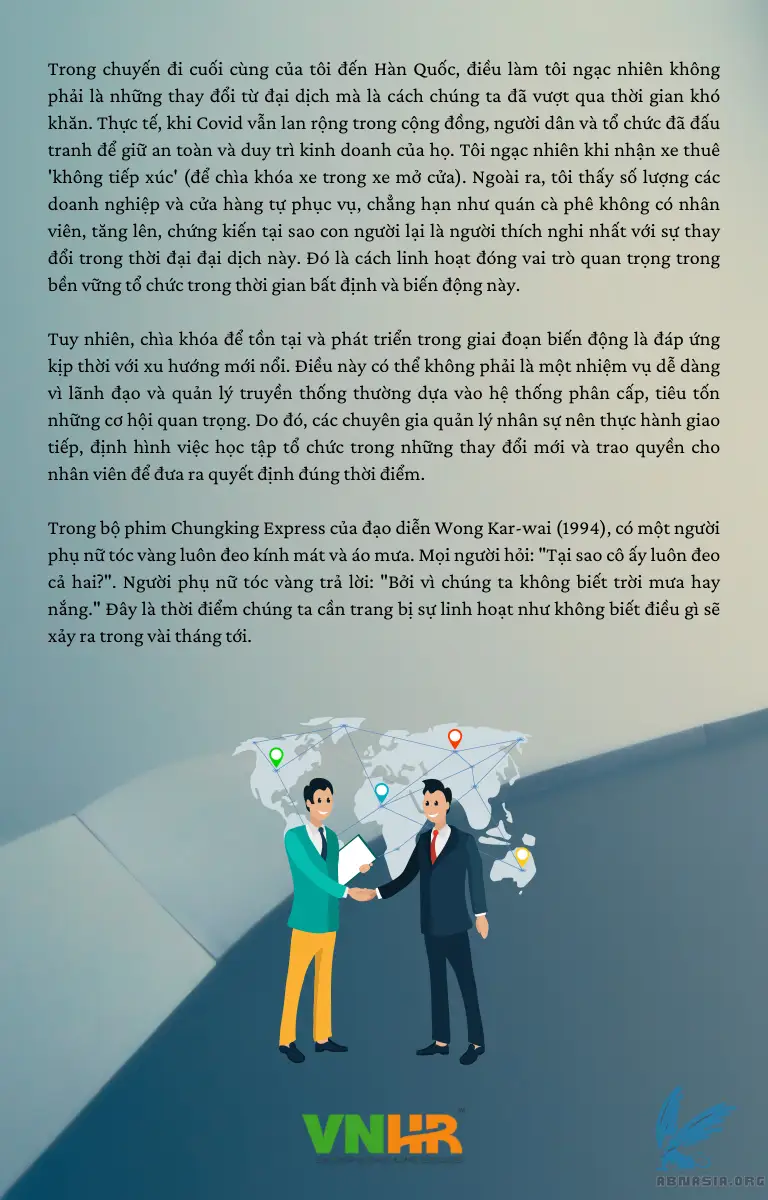 Trong chuyến đi cuối cùng của tôi đến Hàn Quốc, điều làm tôi ngạc nhiên không
phải là những thay đổi từ đại dịch mà là cách chúng ta đã vượt qua thời gian khó
khăn. Thực tế, khi Covid vẫn lan rộng trong cộng đồng, người dân và tổ chức đã đấu
tranh để giữ an toàn và duy trì kinh doanh của họ. Tôi ngạc nhiên khi nhận xe thuê
'không tiếp xúc' (để chìa khóa xe trong xe mở cửa). Ngoài ra, tôi thấy số lượng các
doanh nghiệp và cửa hàng tự phục vụ, chẳng hạn như quán cà phê không có nhân
viên, tăng lên, chứng kiến tại sao con người lại là người thích nghi nhất với sự thay
đổi trong thời đại đại dịch này. Đó là cách linh hoạt đóng vai trò quan trọng trong
bền vững tổ chức trong thời gian bất định và biến động này.
Tuy nhiên, chìa khóa để tồn tại và phát triển trong giai đoạn biến động là đáp ứng
kịp thời với xu hướng mới nổi. Điều này có thể không phải là một nhiệm vụ dễ dàng
vì lãnh đạo và quản lý truyền thống thường dựa vào hệ thống phân cấp, tiêu tốn
những cơ hội quan trọng. Do đó, các chuyên gia quản lý nhân sự nên thực hành giao
tiếp, định hình việc học tập tổ chức trong những thay đổi mới và trao quyền cho
nhân viên để đưa ra quyết định đúng thời điểm.
Trong bộ phim Chungking Express của đạo diễn Wong Kar-wai (1994), có một người
phụ nữ tóc vàng luôn đeo kính mát và áo mưa. Mọi người hỏi: "Tại sao cô ấy luôn đeo
cả hai?". Người phụ nữ tóc vàng trả lời: "Bởi vì chúng ta không biết trời mưa hay
nắng." Đây là thời điểm chúng ta cần trang bị sự linh hoạt như không biết điều gì sẽ
xảy ra trong vài tháng tới.
VNHR
ABNASIA.ORG